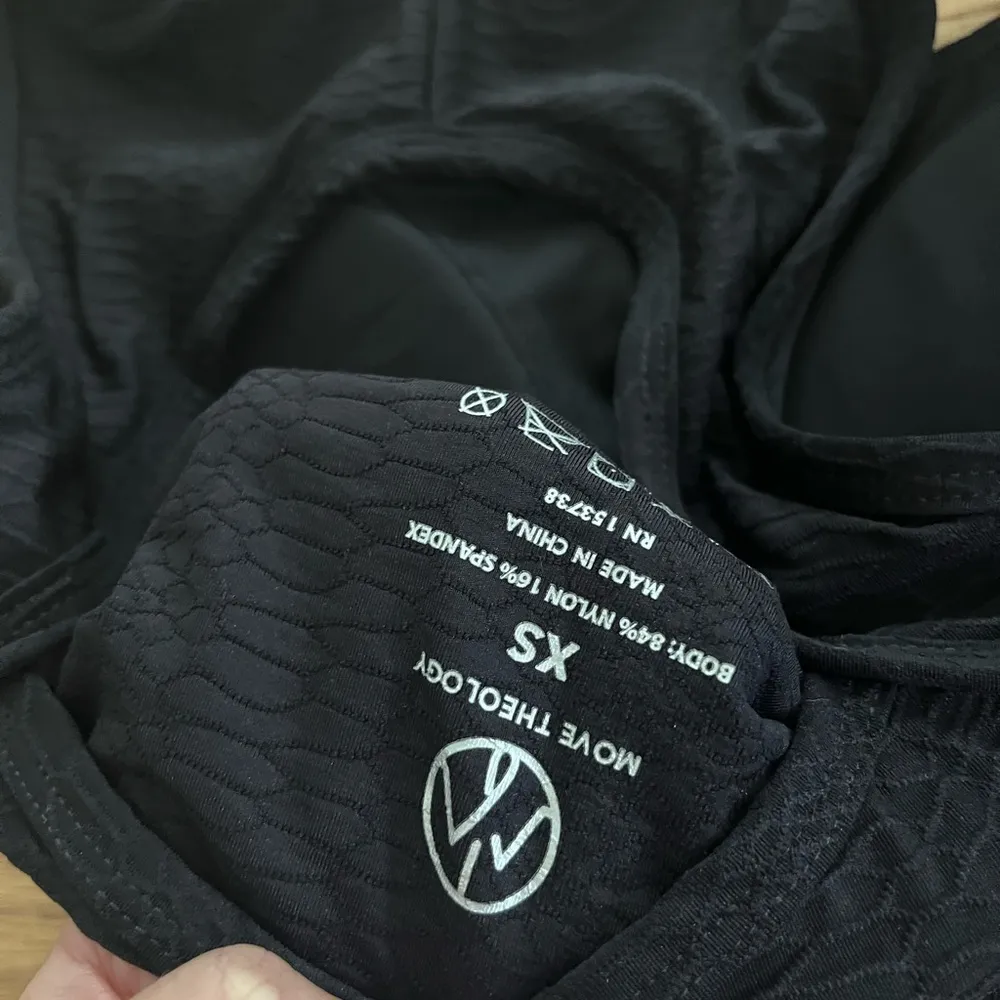 MOVE THEOLOGY
XS
BODY: 84% NYLON 16% SPANDEX
MADE IN CHINA
RN 153738